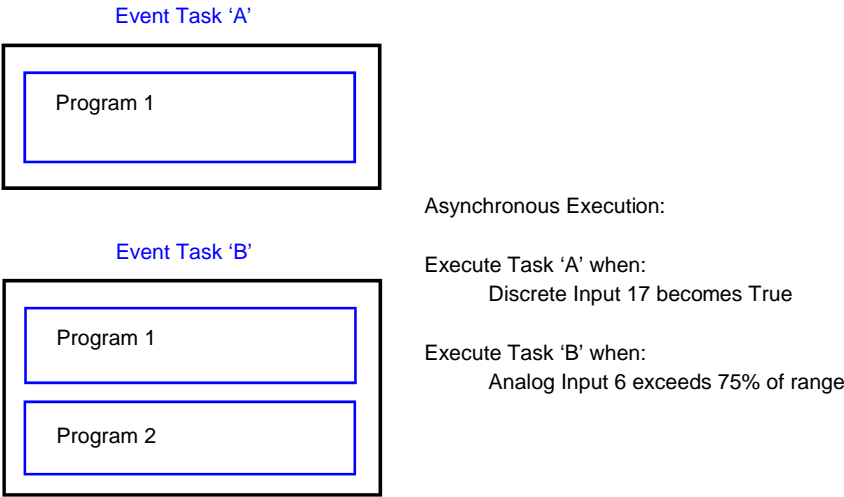 Event Task ‘A’
Program 1
Event Task ‘B’
Program 1
Program 2
Asynchronous Execution:
Execute Task ‘A’ when:
Discrete Input 17 becomes True
Execute Task ‘B’ when:
Analog Input 6 exceeds 75% of range